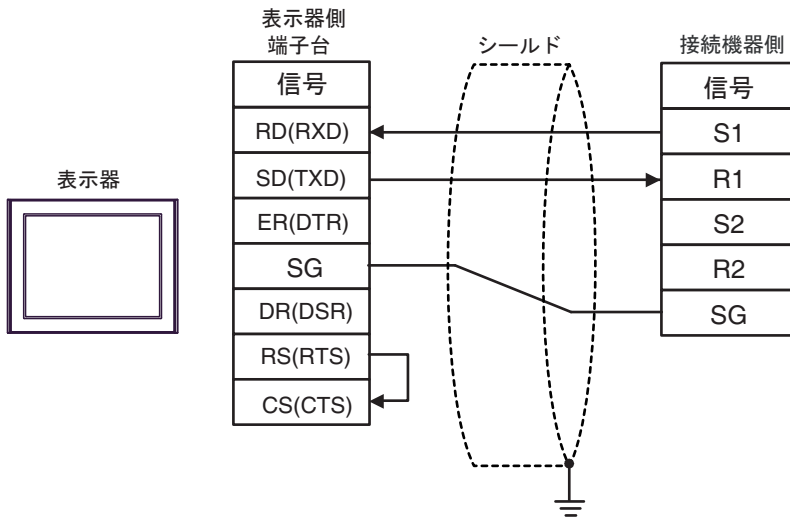 表示器側
端子台
信号
RD(RXD)
SD(TXD)
ER(DTR)
SG
DR(DSR)
RS(RTS)
CS(CTS)
表示器
シールド
接続機器側
信号
S1
R1
S2
R2
SG